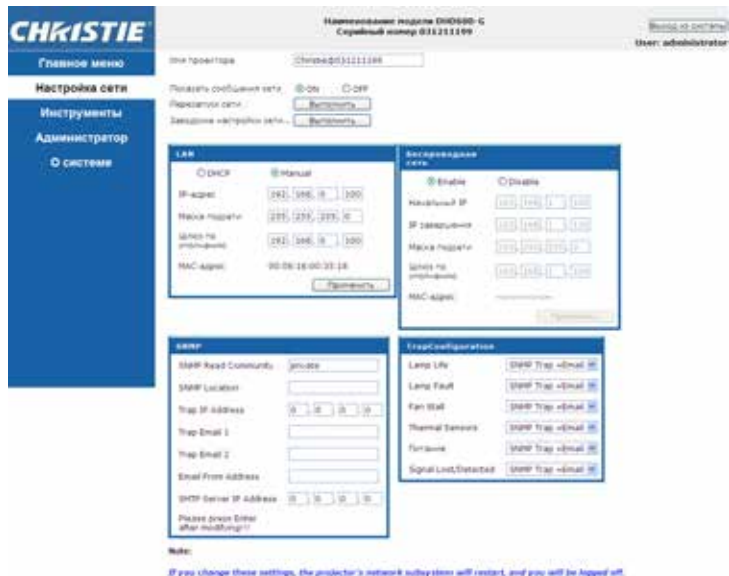 CHRISTIE
Наименование модели DHD600-G
Серийный номер 031211199
Выход из системы
User: administrator
Главное меню
Настройка сети
Инструменты
Администратор
О системе
Имя проектора
Показать сообщения сети ON OFF
Перезапуск сети Выполнить
Заводские настройки сети... Выполнить
LAN
DHCP Manual
IP-адрес 192. 168. 0 . 100
Маска подсети 255. 255. 255. 0
Шлюз по умолчанию 192. 168. 0 . 100
MAC-адрес
Применить
Беспроводная сеть
Enable Disable
Начальный IP
IP завершения
Маска подсети
Шлюз по умолчанию
MAC-адрес
SNMP
SNMP Read Community private
SNMP Location
Trap IP Address 0 . 0 . 0 . 0
Trap Email 1
Trap Email 2
Email From Address
SMTP Server IP Address 0 . 0 . 0 . 0
Please press Enter
after modifying!!!
TrapConfiguration
Lamp Life SNMP Trap +Email
Lamp Fault SNMP Trap +Email
Fan Stall SNMP Trap +Email
Thermal Sensors SNMP Trap +Email
Питание SNMP Trap +Email
Signal Lost/Detected SNMP Trap +Email
Note:
If you change these settings, the projector's network subsystem will restart, and you will be logged off.